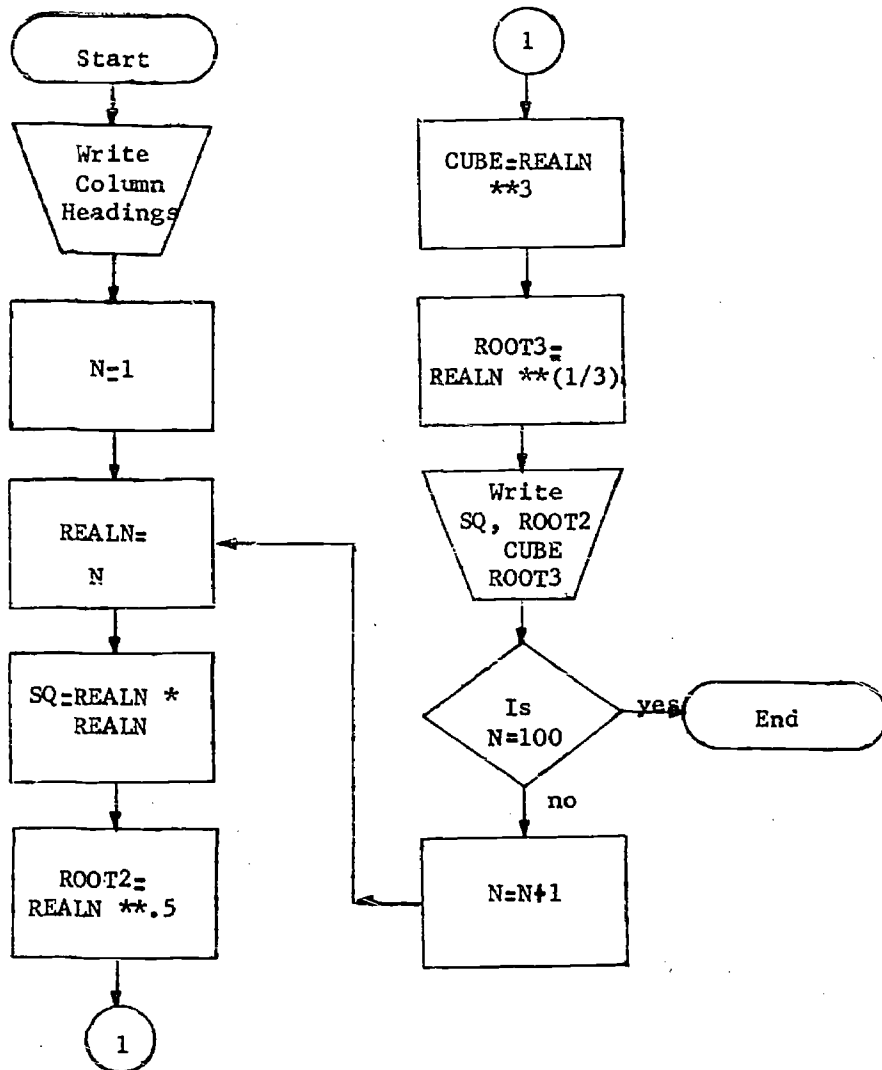 Start
Write
Column
Headings
N=1
REALN=
N
SQ=REALN *
REALN
ROOT2=
REALN **.5
1
1
CUBE=REALN
**3
ROOT3=
REALN **(1/3)
Write
SQ, ROOT2
CUBE
ROOT3
Is
N=100
yes
End
no
N=N+1